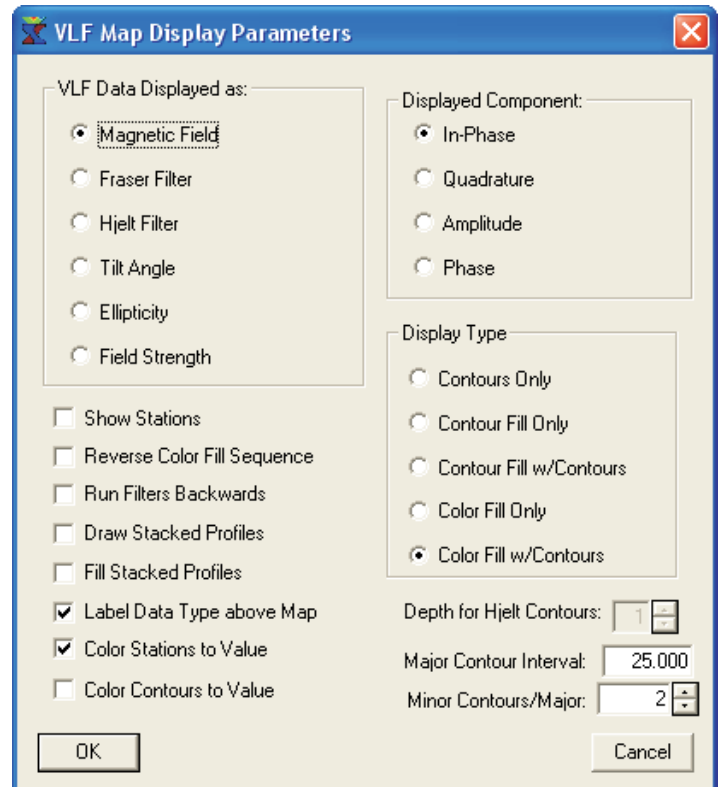 VLF Map Display Parameters
VLF Data Displayed as:
Magnetic Field
Fraser Filter
Hjelt Filter
Tilt Angle
Ellipticity
Field Strength
Show Stations
Reverse Color Fill Sequence
Run Filters Backwards
Draw Stacked Profiles
Fill Stacked Profiles
Label Data Type above Map
Color Stations to Value
Color Contours to Value
Displayed Component:
In-Phase
Quadrature
Amplitude
Phase
Display Type
Contours Only
Contour Fill Only
Contour Fill w/Contours
Color Fill Only
Color Fill w/Contours
Depth for Hjelt Contours: 1
Major Contour Interval: 25.000
Minor Contours/Major: 2
OK
Cancel